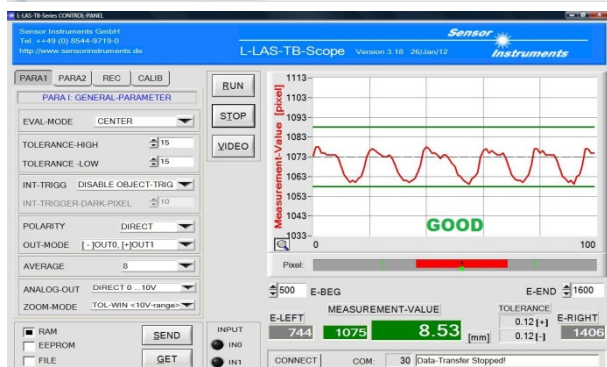 L-LAS-TB-Series CONTROL-PANEL
Sensor Instruments GmbH
Tel. ++49 (0) 8544-9719-0
http://www.sensorinstruments.de
L-LAS-TB-Scope Version 3.18 26/Jan/12
Sensor Instruments
PARA1 PARA2 REC CALIB
PARA I: GENERAL-PARAMETER
EVAL-MODE CENTER
TOLERANCE-HIGH 15
TOLERANCE -LOW 15
INT-TRIGG DISABLE OBJECT-TRIG
INT-TRIGGER-DARK-PIXEL 10
POLARITY DIRECT
OUT-MODE [ - ]OUT0, [+]OUT1
AVERAGE 8
ANALOG-OUT DIRECT 0 ...10V
ZOOM-MODE TOL-WIN <10V-range>
RAM
EEPROM
FILE
SEND
GET
RUN
STOP
VIDEO
INPUT
IN0
IN1
Measurement-Value [pixel]
1113
1103
1093
1083
1073
1063
1053
1043
1033
GOOD
0 100
Pixel:
500 E-BEG E-END 1600
E-LEFT MEASUREMENT-VALUE TOLERANCE E-RIGHT
744 1075 8.53 [mm] 0.12 [+] 1406
0.12 [-]
CONNECT COM: 30 Data-Transfer Stopped!